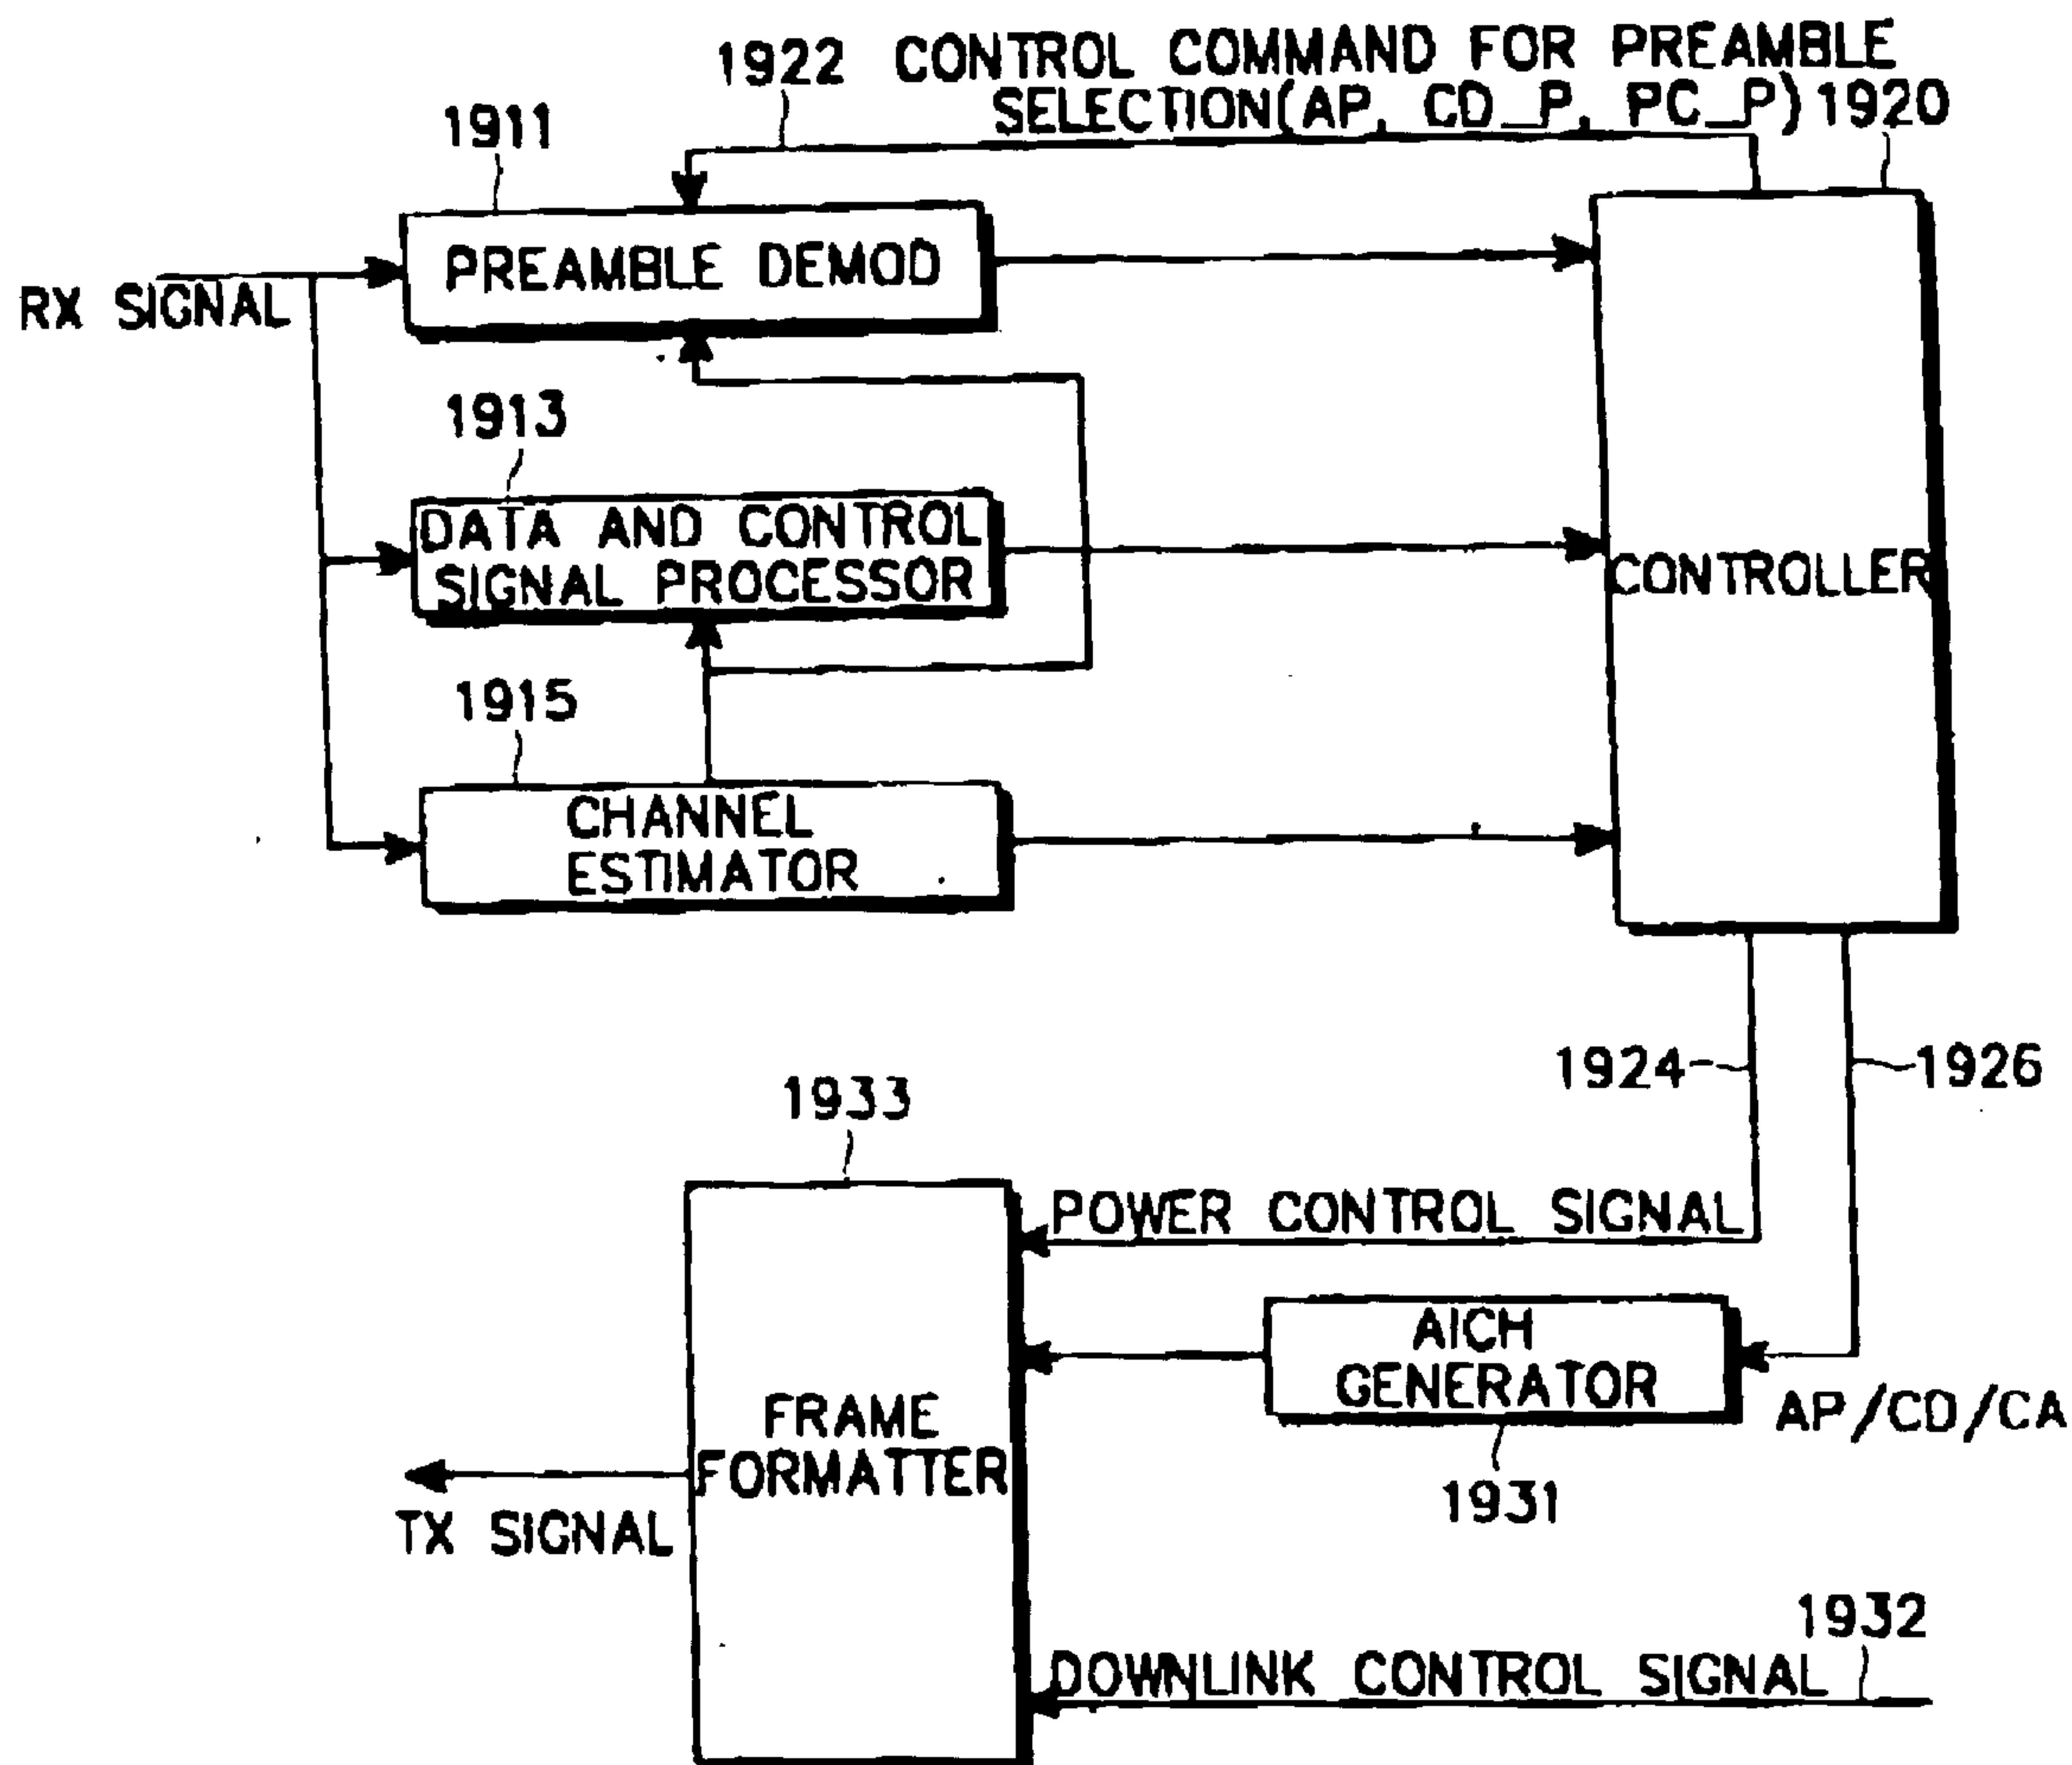 1922 CONTROL COMMAND FOR PREAMBLE
SELECTION(AP, CD_P, PC_P) 1920
1911
PREAMBLE DEMOD
RX SIGNAL
1913
DATA AND CONTROL
SIGNAL PROCESSOR
CONTROLLER
1915
CHANNEL
ESTIMATOR
1924
1926
1933
POWER CONTROL SIGNAL
AICH
GENERATOR
AP/CD/CA
1931
FRAME
FORMATTER
TX SIGNAL
1932
DOWNLINK CONTROL SIGNAL